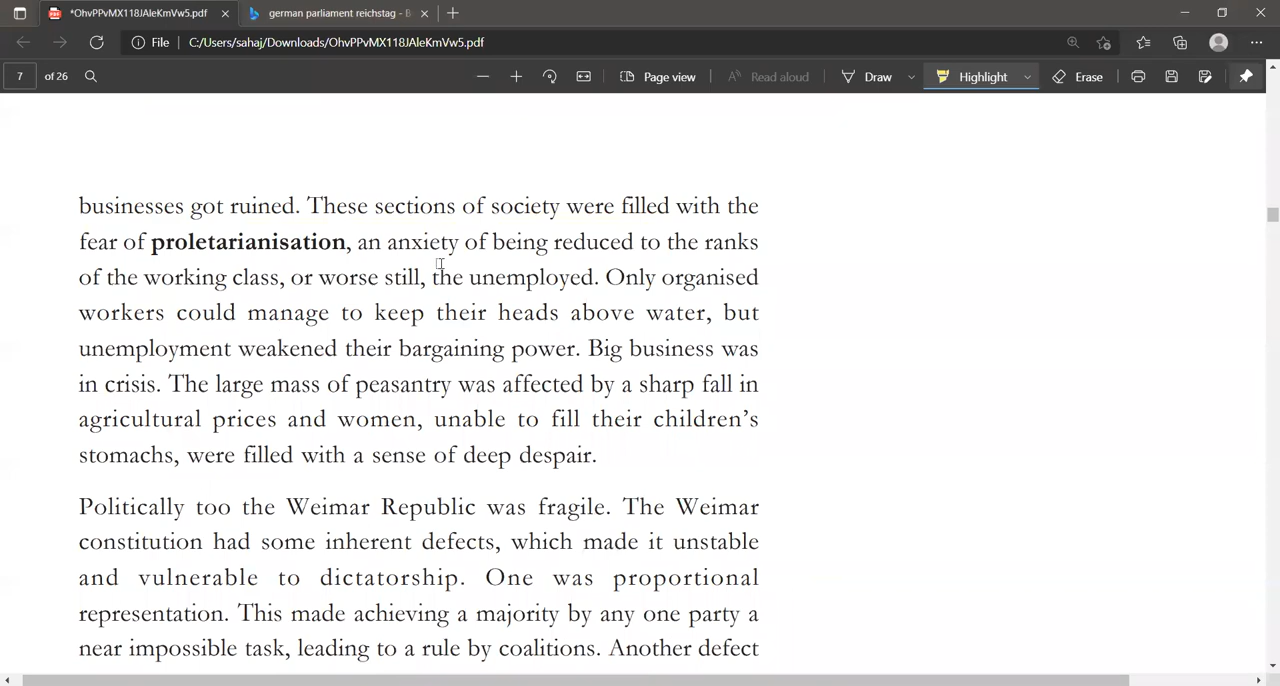 *OhvPPvMX118JAleKmVw5.pdf
german parliament reichstag - B
File
C:/Users/sahaj/Downloads/OhvPPvMX118JAleKmVw5.pdf
7 of 26
Page view
Read aloud
Draw
Highlight
Erase
businesses got ruined. These sections of society were filled with the
fear of proletarianisation, an anxiety of being reduced to the ranks
of the working class, or worse still, the unemployed. Only organised
workers could manage to keep their heads above water, but
unemployment weakened their bargaining power. Big business was
in crisis. The large mass of peasantry was affected by a sharp fall in
agricultural prices and women, unable to fill their children's
stomachs, were filled with a sense of deep despair.
Politically too the Weimar Republic was fragile. The Weimar
constitution had some inherent defects, which made it unstable
and vulnerable to dictatorship. One was proportional
representation. This made achieving a majority by any one party a
near impossible task, leading to a rule by coalitions. Another defect